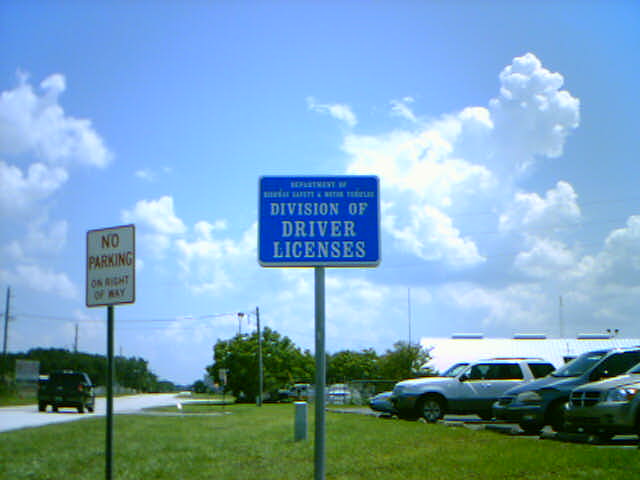 NO
PARKING
ON RIGHT
OF WAY
DEPARTMENT OF
HIGHWAY SAFETY & MOTOR VEHICLES
DIVISION OF
DRIVER
LICENSES